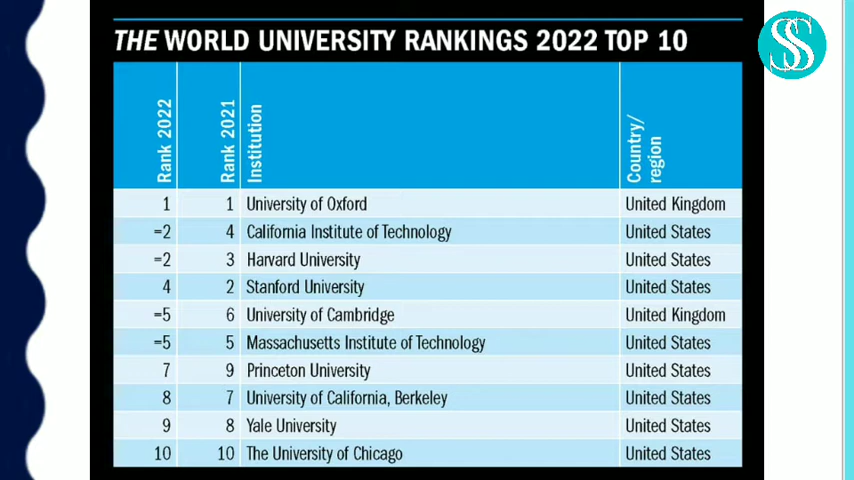 THE WORLD UNIVERSITY RANKINGS 2022 TOP 10
SS
Rank 2022 Rank 2021 Institution Country/region
1 1 University of Oxford United Kingdom
=2 4 California Institute of Technology United States
=2 3 Harvard University United States
4 2 Stanford University United States
=5 6 University of Cambridge United Kingdom
=5 5 Massachusetts Institute of Technology United States
7 9 Princeton University United States
8 7 University of California, Berkeley United States
9 8 Yale University United States
10 10 The University of Chicago United States